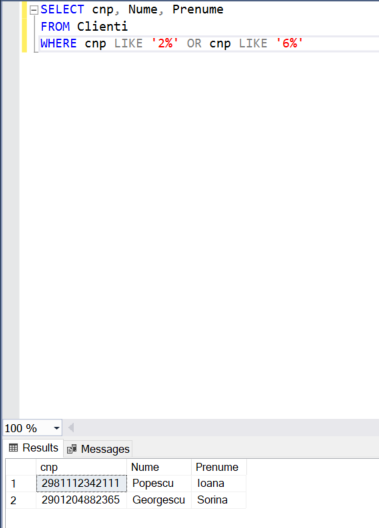 SELECT cnp, Nume, Prenume
FROM Clienti
WHERE cnp LIKE '2%' OR cnp LIKE '6%'
100 %
Results Messages
cnp Nume Prenume
1 2981112342111 Popescu Ioana
2 2901204882365 Georgescu Sorina